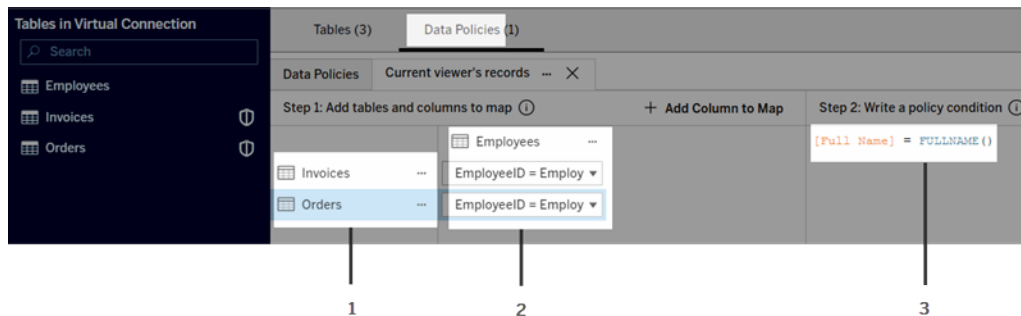 Tables in Virtual Connection
Search
Employees
Invoices
Orders
Tables (3)
Data Policies (1)
Data Policies
Current viewer's records
Step 1: Add tables and columns to map
+ Add Column to Map
Step 2: Write a policy condition
Employees
Invoices
EmployeeID = Employ
Orders
EmployeeID = Employ
[Full Name] = FULLNAME()
1
2
3